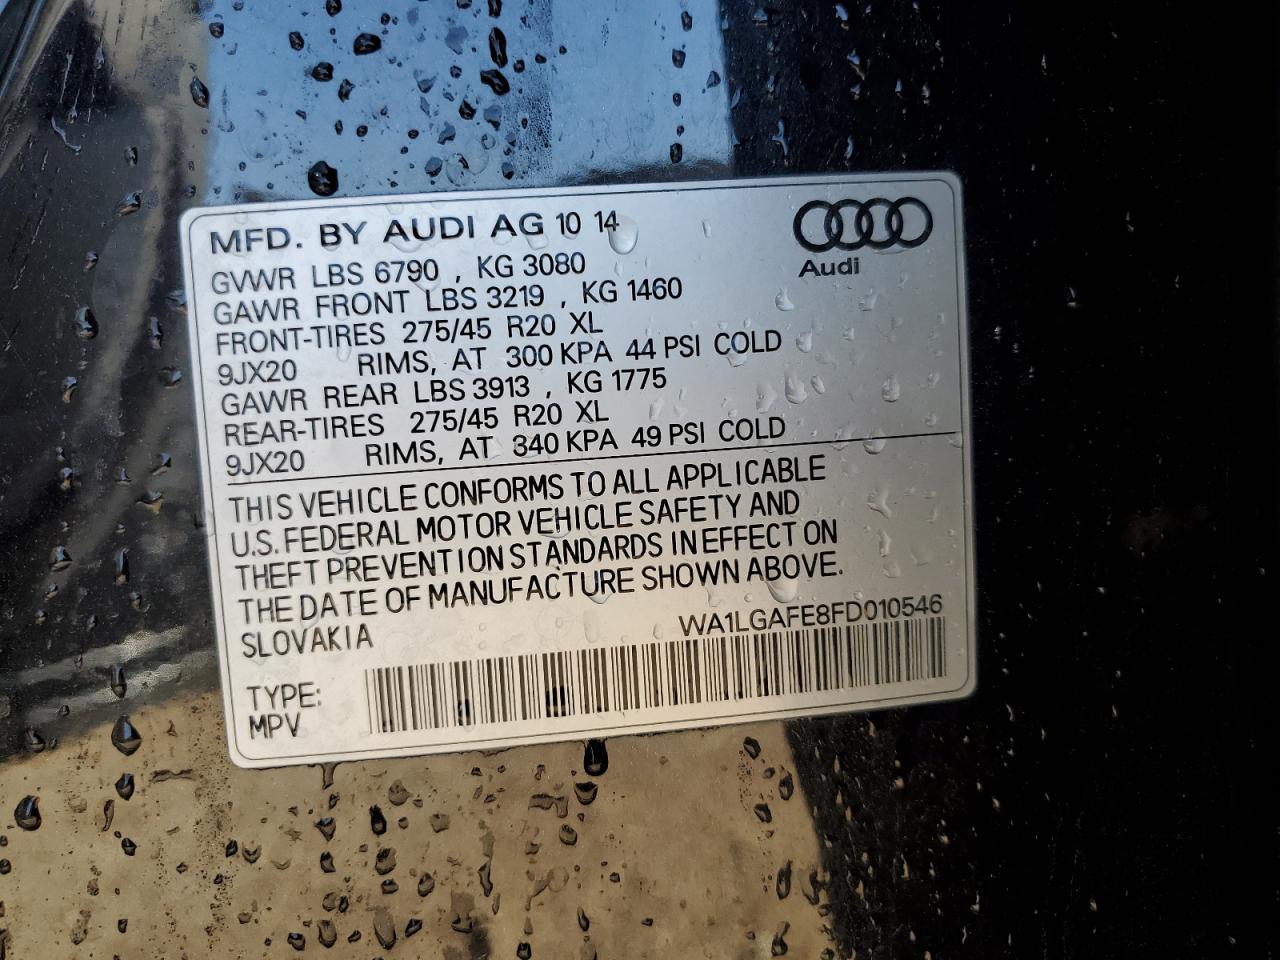 MFD. BY AUDI AG 10 14
Audi
GVWR LBS 6790 , KG 3080
GAWR FRONT LBS 3219 , KG 1460
FRONT-TIRES 275/45 R20 XL
9JX20 RIMS, AT 300 KPA 44 PSI COLD
GAWR REAR LBS 3913 , KG 1775
REAR-TIRES 275/45 R20 XL
9JX20 RIMS, AT 340 KPA 49 PSI COLD
THIS VEHICLE CONFORMS TO ALL APPLICABLE
U.S. FEDERAL MOTOR VEHICLE SAFETY AND
THEFT PREVENTION STANDARDS IN EFFECT ON
THE DATE OF MANUFACTURE SHOWN ABOVE.
SLOVAKIA WA1LGAFE8FD010546
TYPE:
MPV